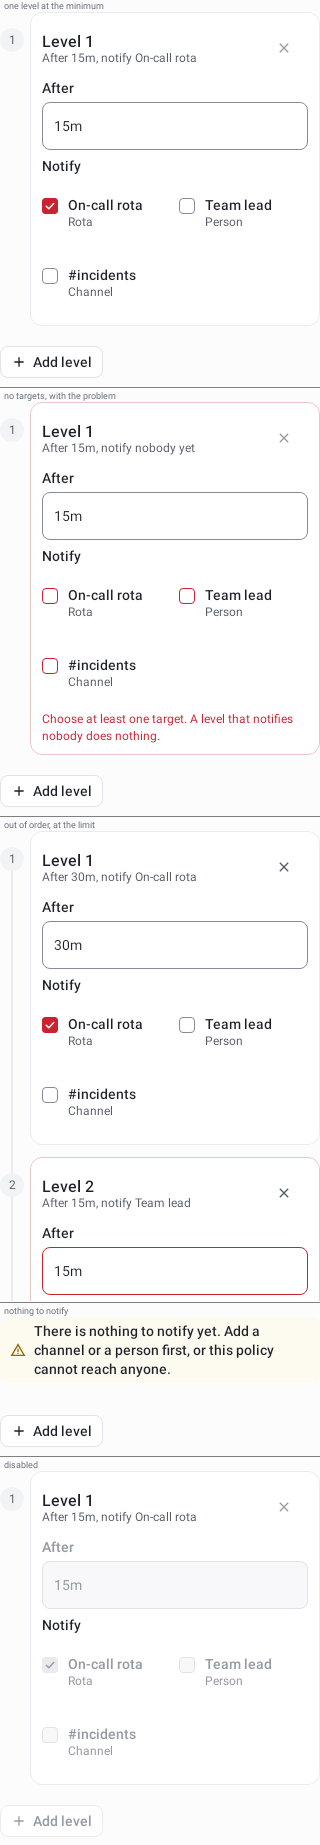 one level at the minimum
1
Level 1
After 15m, notify On-call rota
After
15m
Notify
On-call rota
Rota
Team lead
Person
#incidents
Channel
Add level
no targets, with the problem
1
Level 1
After 15m, notify nobody yet
After
15m
Notify
On-call rota
Rota
Team lead
Person
#incidents
Channel
Choose at least one target. A level that notifies
nobody does nothing.
Add level
out of order, at the limit
1
Level 1
After 30m, notify On-call rota
After
30m
Notify
On-call rota
Rota
Team lead
Person
#incidents
Channel
2
Level 2
After 15m, notify Team lead
After
15m
nothing to notify
There is nothing to notify yet. Add a
channel or a person first, or this policy
cannot reach anyone.
Add level
disabled
1
Level 1
After 15m, notify On-call rota
After
15m
Notify
On-call rota
Rota
Team lead
Person
#incidents
Channel
Add level